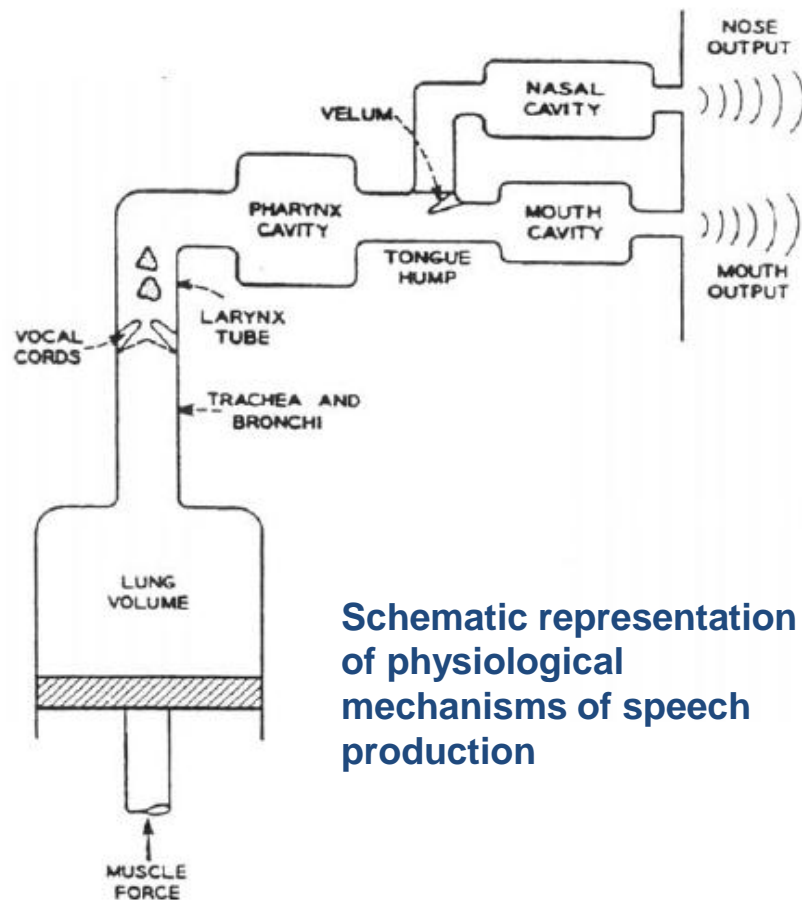 NOSE
OUTPUT
NASAL
CAVITY
VELUM
PHARYNX
CAVITY
MOUTH
CAVITY
TONGUE
HUMP
MOUTH
OUTPUT
VOCAL
CORDS
LARYNX
TUBE
TRACHEA AND
BRONCHI
LUNG
VOLUME
Schematic representation
of physiological
mechanisms of speech
production
MUSCLE
FORCE